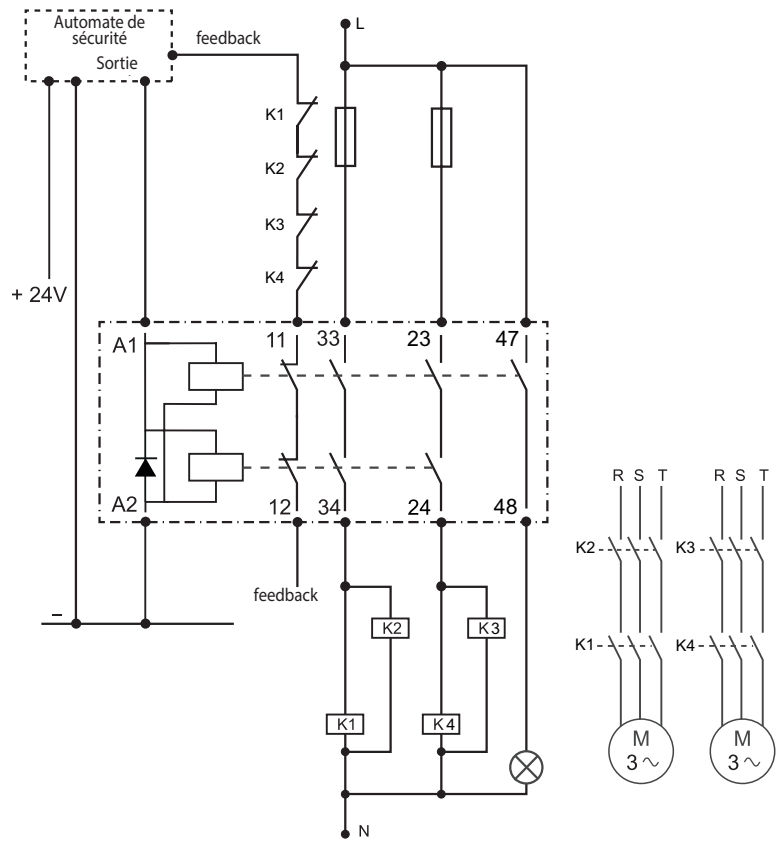 Automate de
sécurité
Sortie
feedback
L
K1
K2
K3
K4
+ 24V
A1
11
33
23
47
A2
12
34
24
48
feedback
–
K2
K3
K1
K4
N
R S T
R S T
K2
K3
K1
K4
M
3
M
3